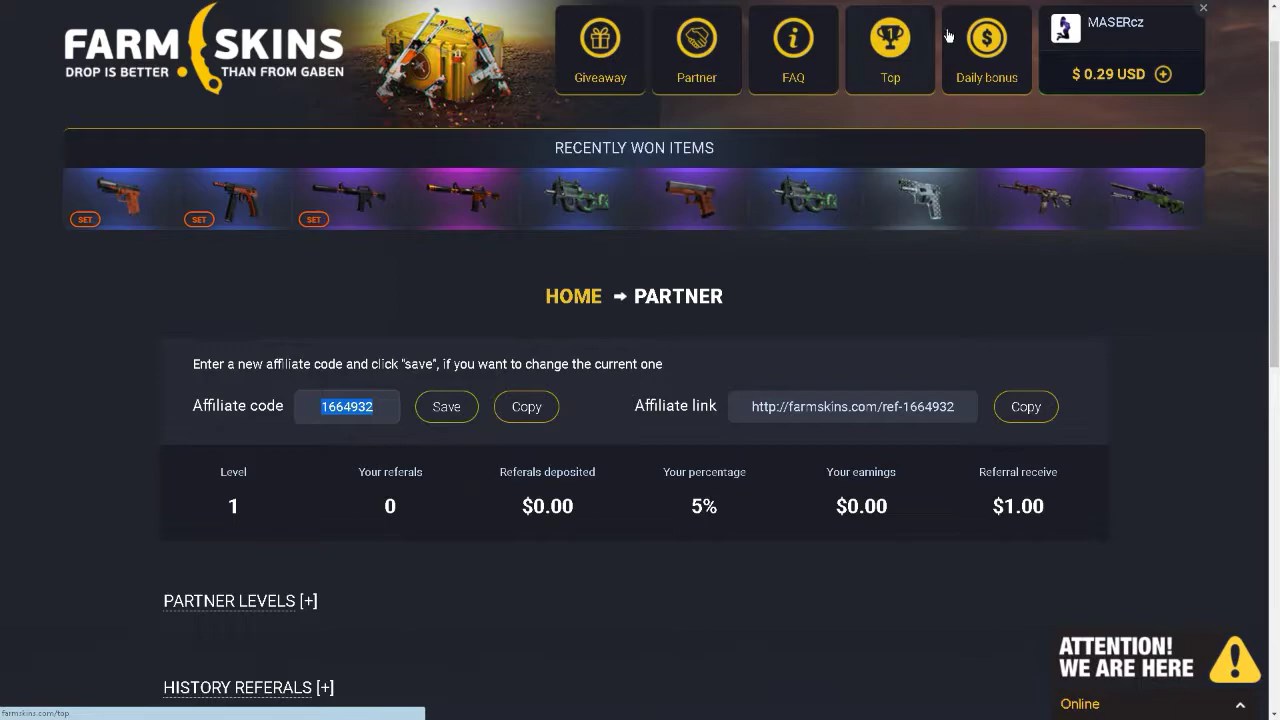 FARM SKINS
DROP IS BETTER THAN FROM GABEN
Giveaway
Partner
FAQ
Top
Daily bonus
MASERcz
$ 0.29 USD
RECENTLY WON ITEMS
SET
SET
SET
HOME PARTNER
Enter a new affiliate code and click "save", if you want to change the current one
Affiliate code 1664932 Save Copy Affiliate link http://farmskins.com/ref-1664932 Copy
Level Your referals Referals deposited Your percentage Your earnings Referral receive
1 0 $0.00 5% $0.00 $1.00
PARTNER LEVELS [+]
HISTORY REFERALS [+]
ATTENTION!
WE ARE HERE
Online
farmskins.com/top